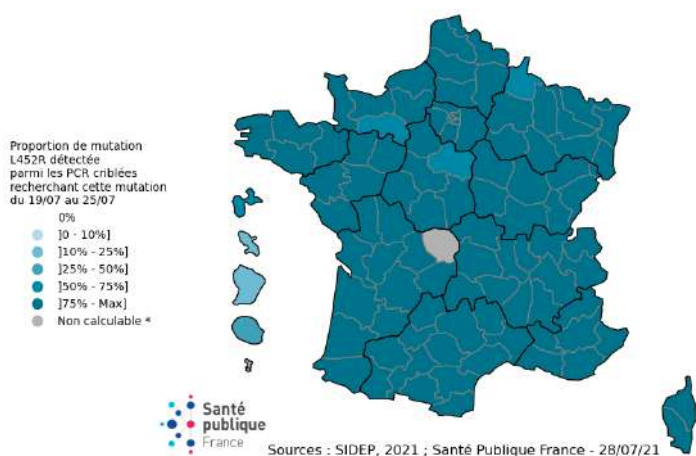 Proportion de mutation
L452R détectée
parmi les PCR criblées
recherchant cette mutation
du 19/07 au 25/07
0%
]0 - 10%]
]10% - 25%]
]25% - 50%]
]50% - 75%]
]75% - Max]
Non calculable *
Santé
publique
France
Sources : SIDEP, 2021 ; Santé Publique France - 28/07/21